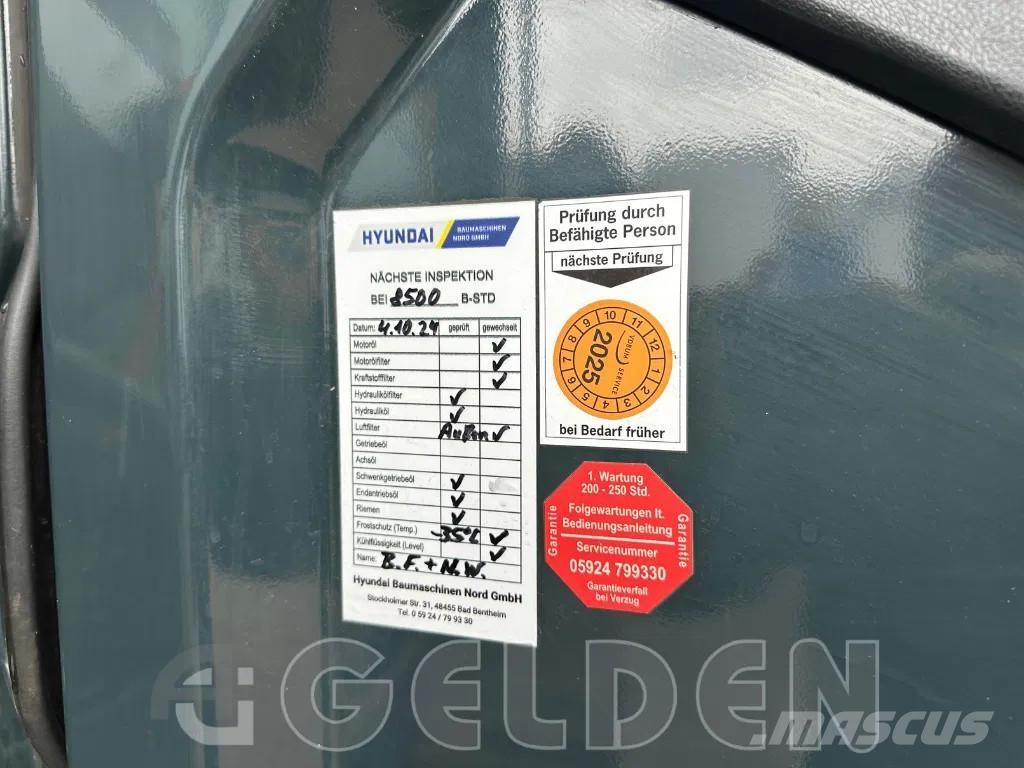 HYUNDAI BAUMASCHINEN
NORD GMBH
NÄCHSTE INSPEKTION
BEI 8500 B-STD
Datum: 4.10.24 geprüft gewechselt
Motoröl ✓
Motorölfilter ✓
Kraftstofffilter ✓
Hydraulikölfilter ✓
Hydrauliköl ✓
Luftfilter Außen ✓
Getriebeöl
Achsöl
Schwenkgetriebeöl ✓
Endantriebsöl ✓
Riemen ✓
Frostschutz (Temp.) -35°C ✓
Kühlflüssigkeit (Level) ✓
Name: B.F. + N.W.
Hyundai Baumaschinen Nord GmbH
Stockholmer Str. 31, 48455 Bad Bentheim
Tel. 0 59 24 / 79 93 30
Prüfung durch
Befähigte Person
nächste Prüfung
1 2 3 4 5 6 7 8 9 10 11 12
2025
SERVICE
bei Bedarf früher
1. Wartung
200 - 250 Std.
Folgewartungen lt.
Bedienungsanleitung
Garantie
Garantie
Servicenummer
05924 799330
Garantieverfall
bei Verzug
GELDEN
MASCUS